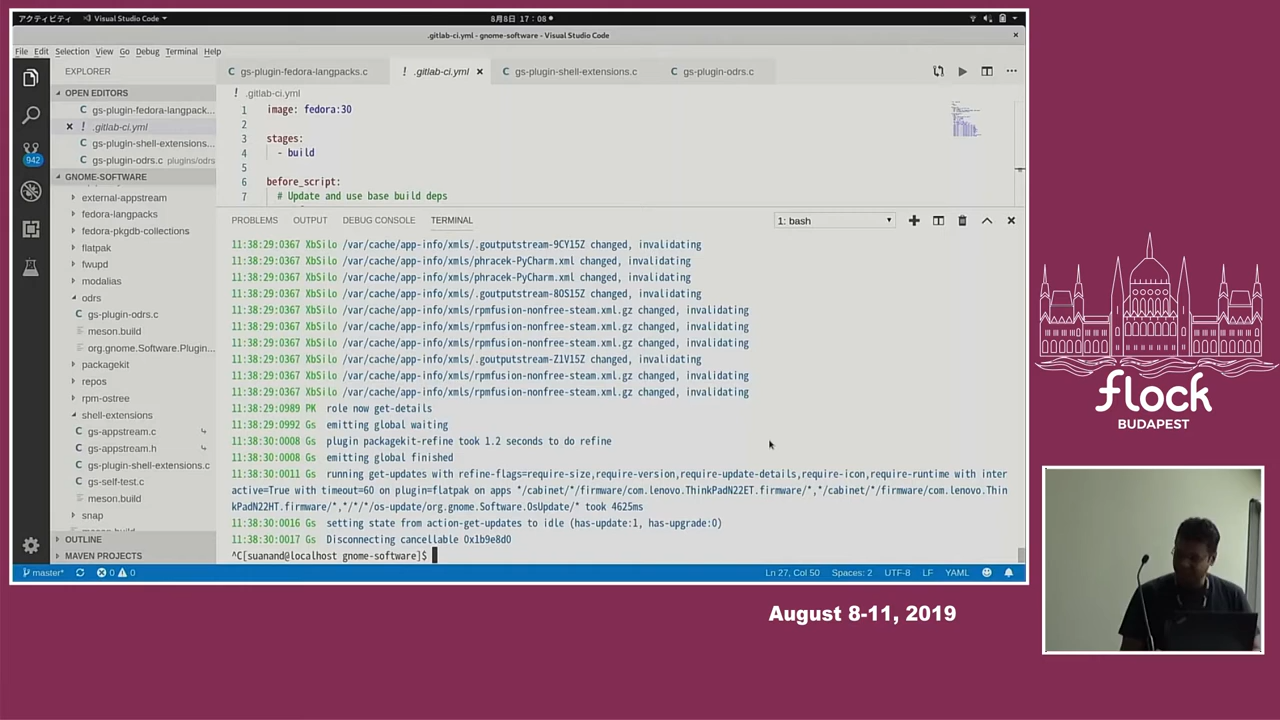 アクティビティ
Visual Studio Code
8月8日 17:08
.gitlab-ci.yml - gnome-software - Visual Studio Code
File Edit Selection View Go Debug Terminal Help
EXPLORER
OPEN EDITORS
gs-plugin-fedora-langpack...
.gitlab-ci.yml
gs-plugin-shell-extensions...
gs-plugin-odrs.c plugins/odrs
942
GNOME-SOFTWARE
external-appstream
fedora-langpacks
fedora-pkgdb-collections
flatpak
fwupd
modalias
odrs
gs-plugin-odrs.c
meson.build
org.gnome.Software.Plugin...
packagekit
repos
rpm-ostree
shell-extensions
gs-appstream.c
gs-appstream.h
gs-plugin-shell-extensions.c
gs-self-test.c
meson.build
snap
OUTLINE
MAVEN PROJECTS
C gs-plugin-fedora-langpacks.c
! .gitlab-ci.yml
C gs-plugin-shell-extensions.c
C gs-plugin-odrs.c
! .gitlab-ci.yml
1 image: fedora:30
2
3 stages:
4 - build
5
6 before_script:
7 # Update and use base build deps
PROBLEMS OUTPUT DEBUG CONSOLE TERMINAL
1: bash
11:38:29:0367 XbSilo /var/cache/app-info/xmls/.goutputstream-9CY15Z changed, invalidating
11:38:29:0367 XbSilo /var/cache/app-info/xmls/phracek-PyCharm.xml changed, invalidating
11:38:29:0367 XbSilo /var/cache/app-info/xmls/phracek-PyCharm.xml changed, invalidating
11:38:29:0367 XbSilo /var/cache/app-info/xmls/.goutputstream-8OS15Z changed, invalidating
11:38:29:0367 XbSilo /var/cache/app-info/xmls/rpmfusion-nonfree-steam.xml.gz changed, invalidating
11:38:29:0367 XbSilo /var/cache/app-info/xmls/rpmfusion-nonfree-steam.xml.gz changed, invalidating
11:38:29:0367 XbSilo /var/cache/app-info/xmls/rpmfusion-nonfree-steam.xml.gz changed, invalidating
11:38:29:0367 XbSilo /var/cache/app-info/xmls/.goutputstream-Z1V15Z changed, invalidating
11:38:29:0367 XbSilo /var/cache/app-info/xmls/rpmfusion-nonfree-steam.xml.gz changed, invalidating
11:38:29:0367 XbSilo /var/cache/app-info/xmls/rpmfusion-nonfree-steam.xml.gz changed, invalidating
11:38:29:0989 PK role now get-details
11:38:29:0992 Gs emitting global waiting
11:38:30:0008 Gs plugin packagekit-refine took 1.2 seconds to do refine
11:38:30:0008 Gs emitting global finished
11:38:30:0011 Gs running get-updates with refine-flags=require-size,require-version,require-update-details,require-icon,require-runtime with inter
active=True with timeout=60 on plugin=flatpak on apps */cabinet/*/firmware/com.lenovo.ThinkPadN22ET.firmware/*,*/cabinet/*/firmware/com.lenovo.Thin
kPadN22HT.firmware/*,*/*/*/os-update/org.gnome.Software.OsUpdate/* took 4625ms
11:38:30:0016 Gs setting state from action-get-updates to idle (has-update:1, has-upgrade:0)
11:38:30:0017 Gs Disconnecting cancellable 0x1b9e8d0
^C[suanand@localhost gnome-software]$
master* 0 0
Ln 27, Col 50 Spaces: 2 UTF-8 LF YAML
flock
BUDAPEST
August 8-11, 2019